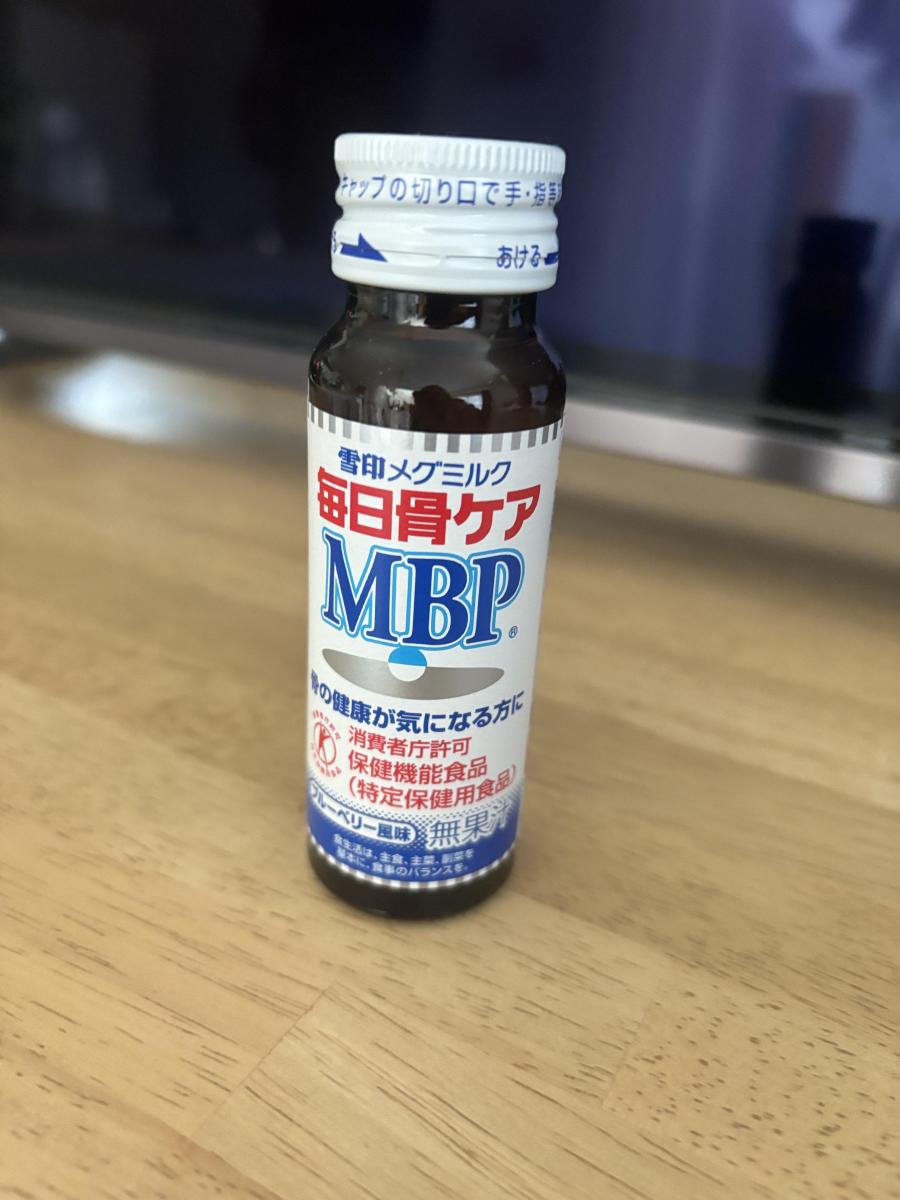 キャップの切り口で手・指等
あける
雪印メグミルク
毎日骨ケア
MBP®
骨の健康が気になる方に
消費者庁許可
保健機能食品
(特定保健用食品)
ブルーベリー風味 無果汁
食生活は、主食、主菜、副菜を
基本に、食事のバランスを。